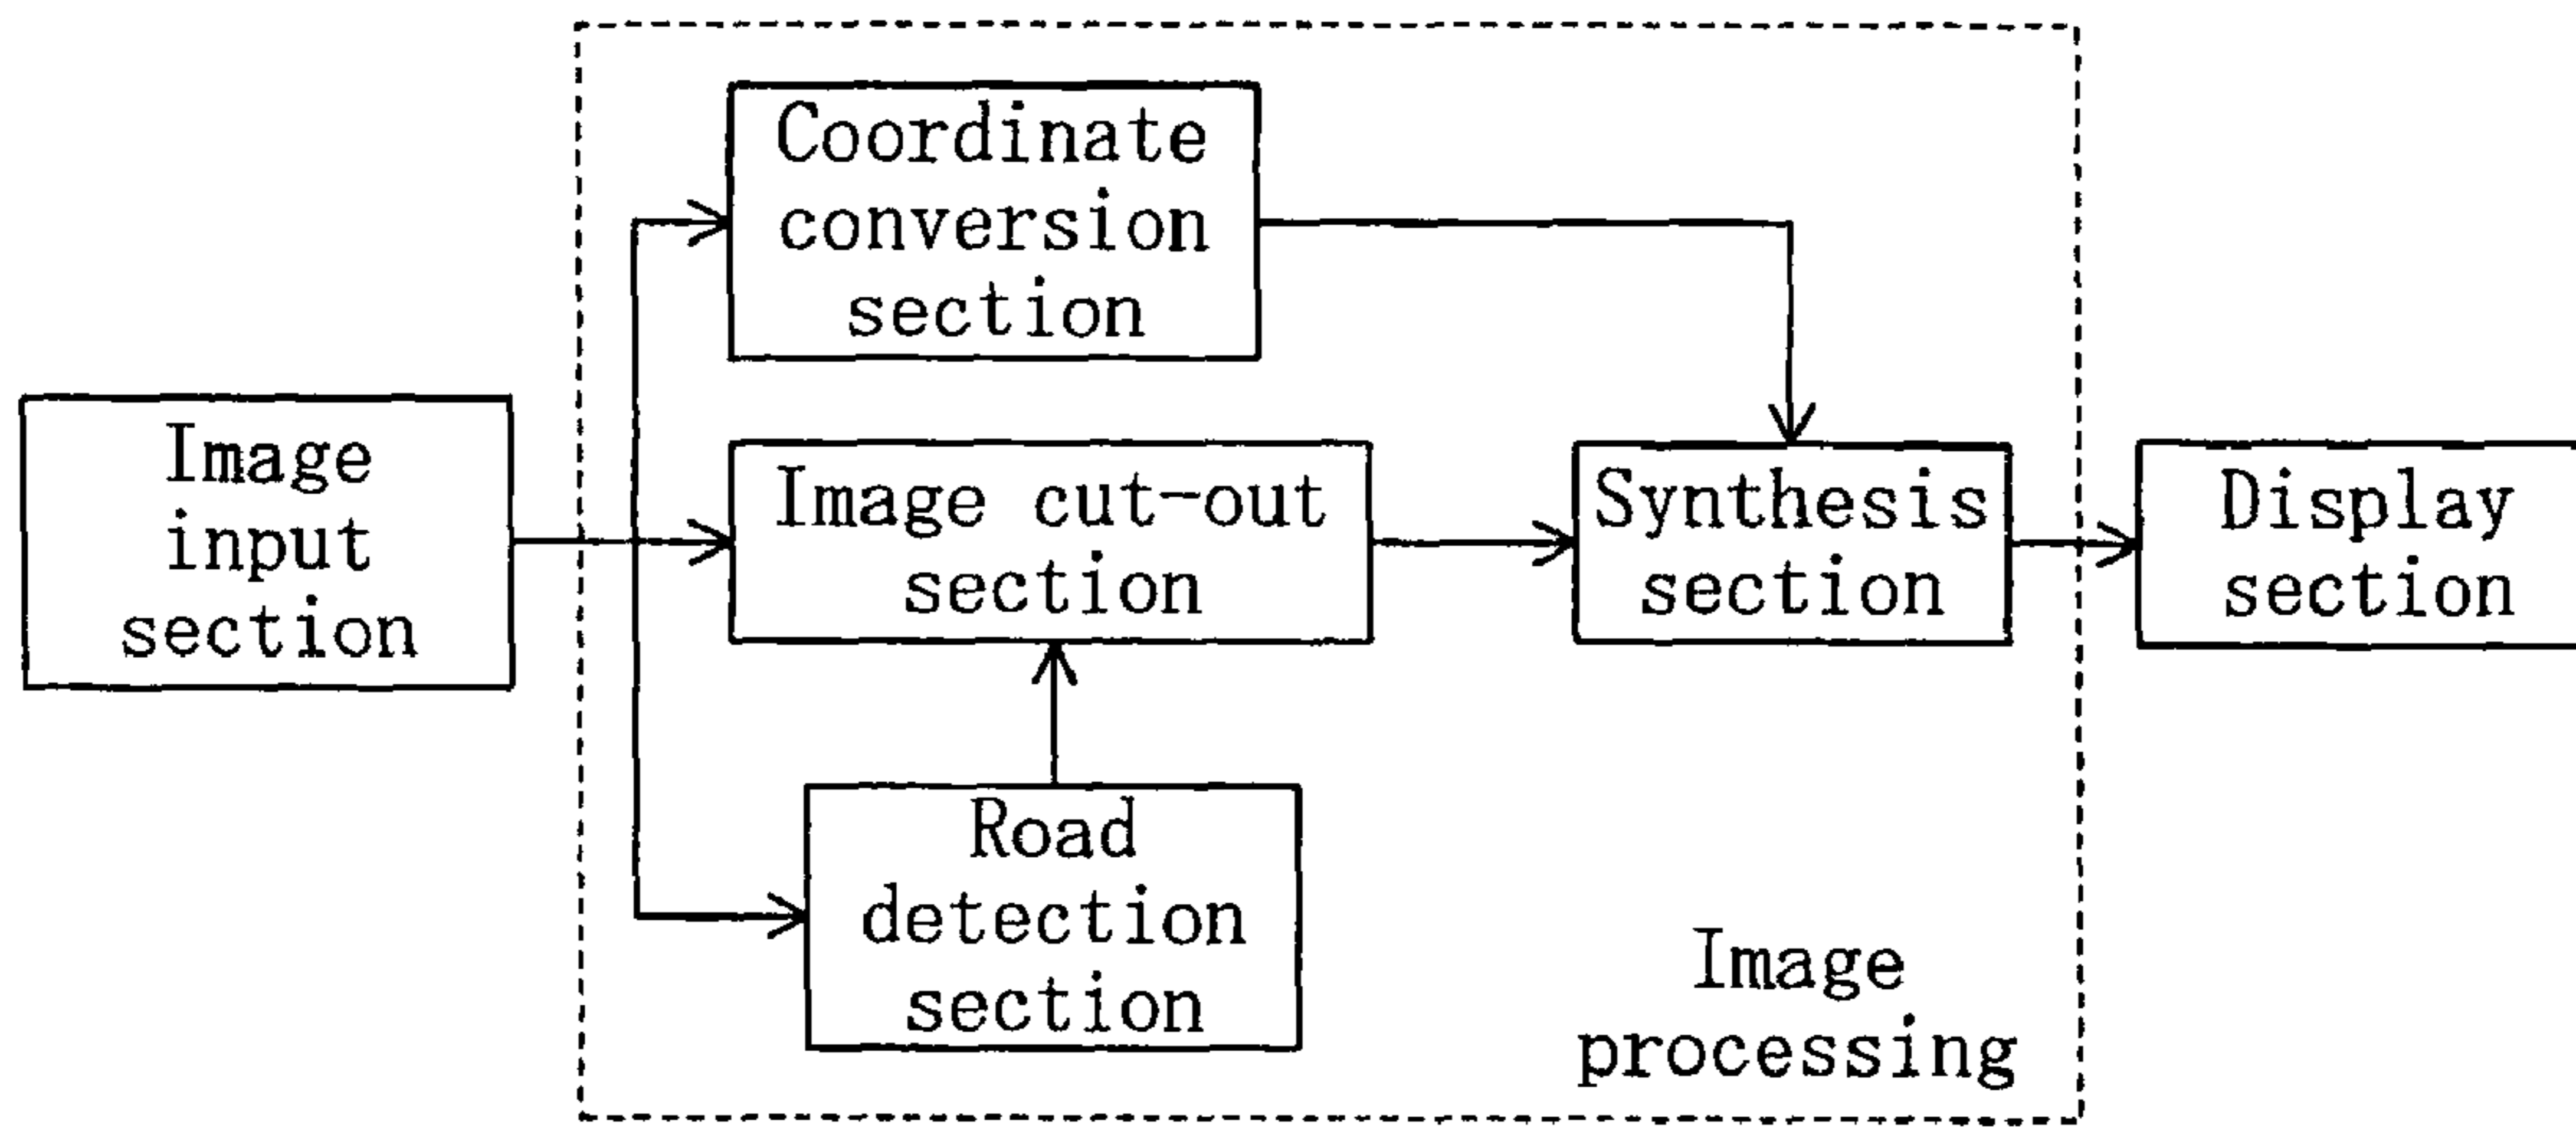 Coordinate
conversion
section
Image
input
section
Image cut-out
section
Synthesis
section
Display
section
Road
detection
section
Image
processing